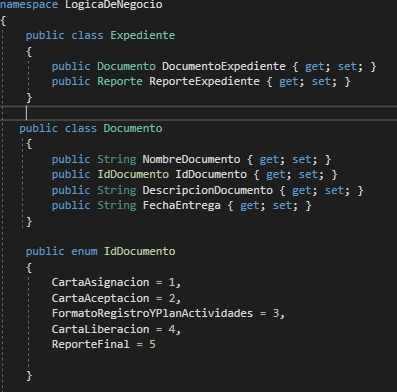 namespace LogicaDeNegocio
{
public class Expediente
{
public Documento DocumentoExpediente { get; set; }
public Reporte ReporteExpediente { get; set; }
}
public class Documento
{
public String NombreDocumento { get; set; }
public IdDocumento IdDocumento { get; set; }
public String DescripcionDocumento { get; set; }
public String FechaEntrega { get; set; }
}
public enum IdDocumento
{
CartaAsignacion = 1,
CartaAceptacion = 2,
FormatoRegistroYPlanActividades = 3,
CartaLiberacion = 4,
ReporteFinal = 5
}